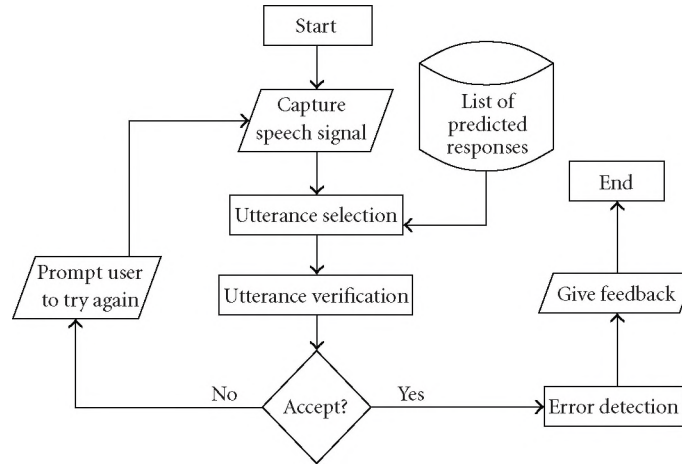 Start
Capture
speech signal
List of
predicted
responses
Utterance selection
End
Prompt user
to try again
Utterance verification
Give feedback
No
Accept?
Yes
Error detection